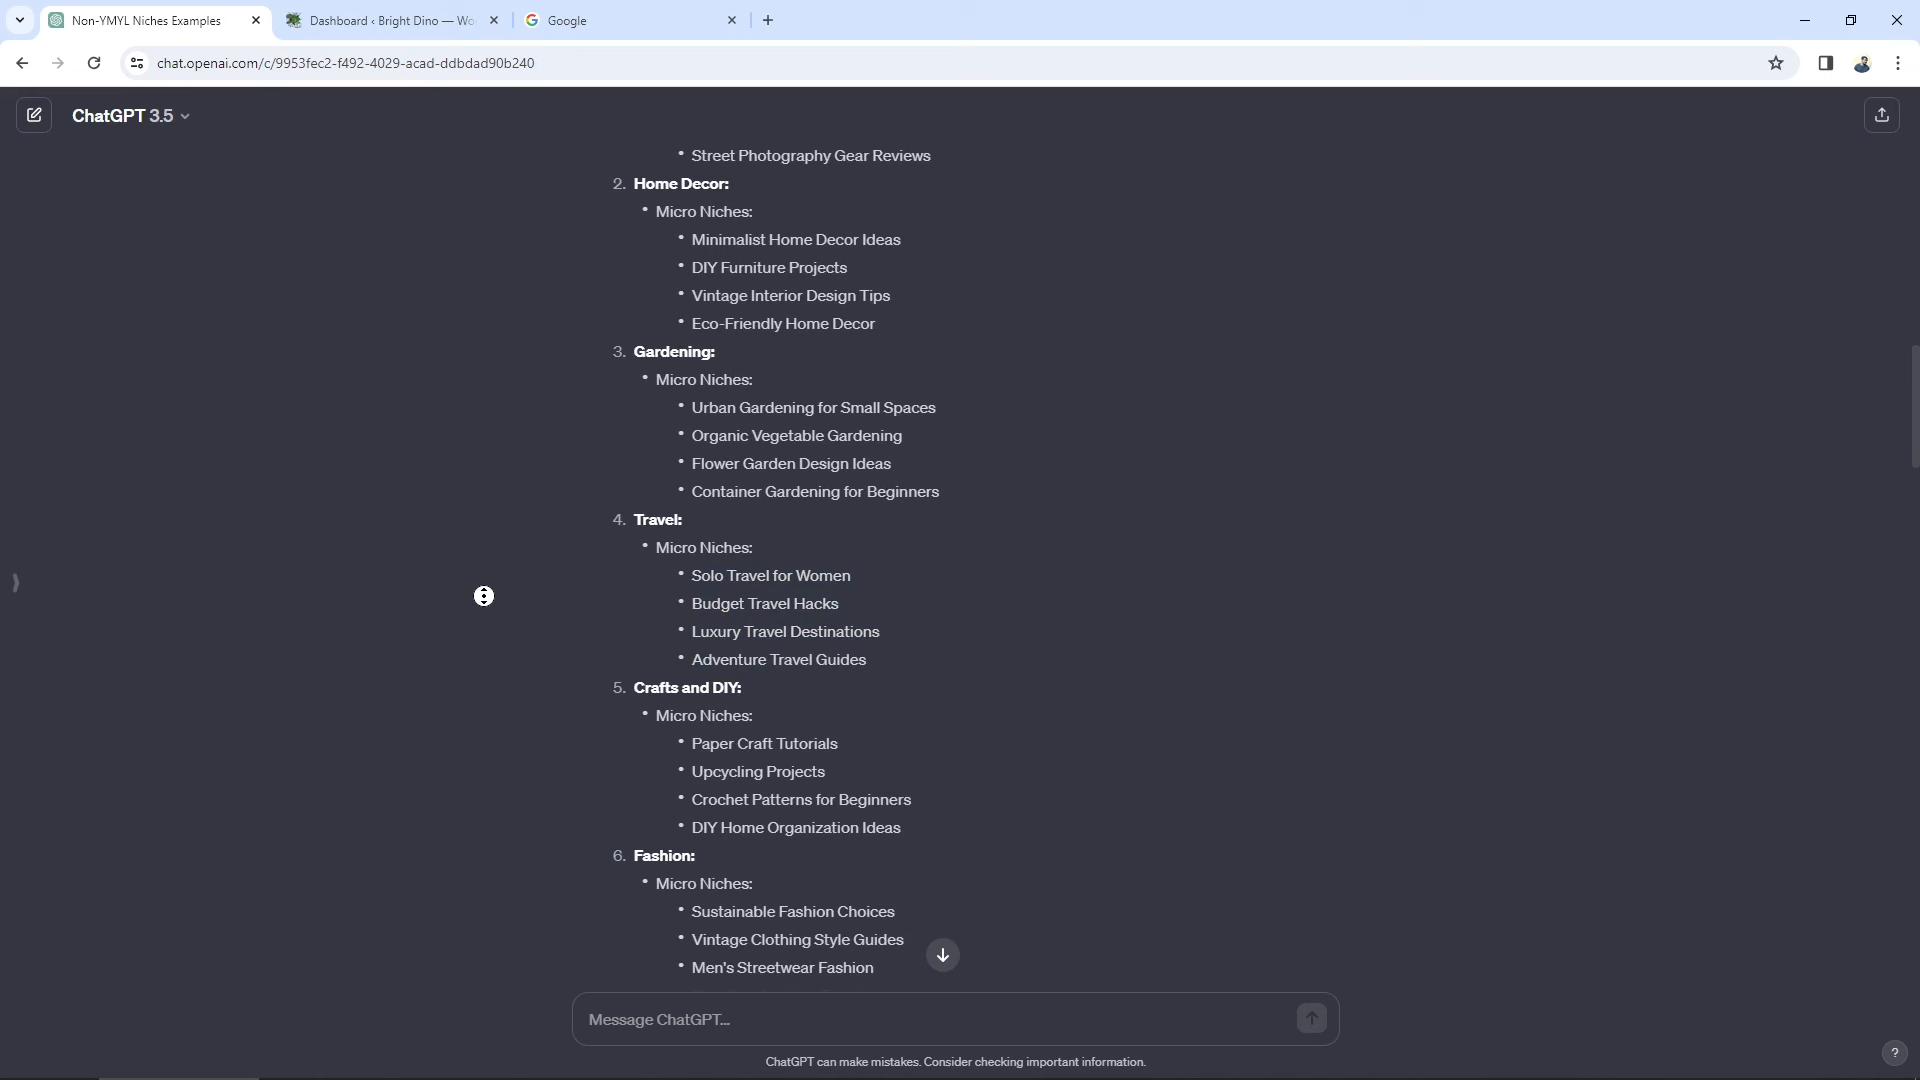 Non-YMYL Niches Examples
Dashboard ‹ Bright Dino — Wo
Google
chat.openai.com/c/9953fec2-f492-4029-acad-ddbdad90b240
ChatGPT 3.5
• Street Photography Gear Reviews
2. Home Decor:
• Micro Niches:
• Minimalist Home Decor Ideas
• DIY Furniture Projects
• Vintage Interior Design Tips
• Eco-Friendly Home Decor
3. Gardening:
• Micro Niches:
• Urban Gardening for Small Spaces
• Organic Vegetable Gardening
• Flower Garden Design Ideas
• Container Gardening for Beginners
4. Travel:
• Micro Niches:
• Solo Travel for Women
• Budget Travel Hacks
• Luxury Travel Destinations
• Adventure Travel Guides
5. Crafts and DIY:
• Micro Niches:
• Paper Craft Tutorials
• Upcycling Projects
• Crochet Patterns for Beginners
• DIY Home Organization Ideas
6. Fashion:
• Micro Niches:
• Sustainable Fashion Choices
• Vintage Clothing Style Guides
• Men's Streetwear Fashion
Message ChatGPT...
ChatGPT can make mistakes. Consider checking important information.
?